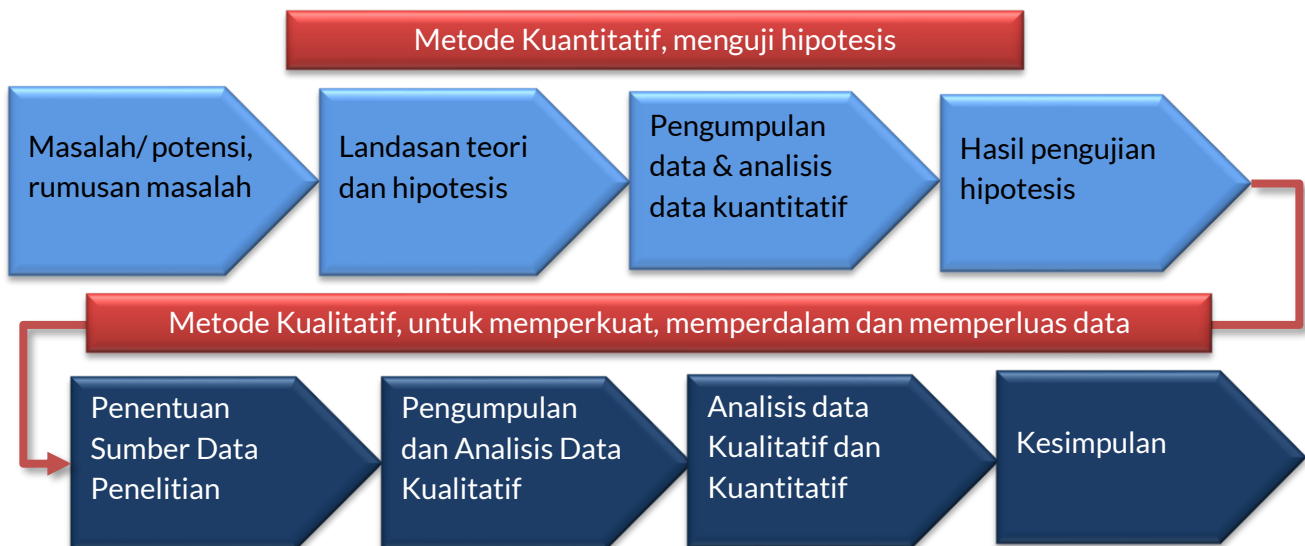 Metode Kuantitatif, menguji hipotesis
Masalah/ potensi,
rumusan masalah
Landasan teori
dan hipotesis
Pengumpulan
data & analisis
data kuantitatif
Hasil pengujian
hipotesis
Metode Kualitatif, untuk memperkuat, memperdalam dan memperluas data
Penentuan
Sumber Data
Penelitian
Pengumpulan
dan Analisis Data
Kualitatif
Analisis data
Kualitatif dan
Kuantitatif
Kesimpulan